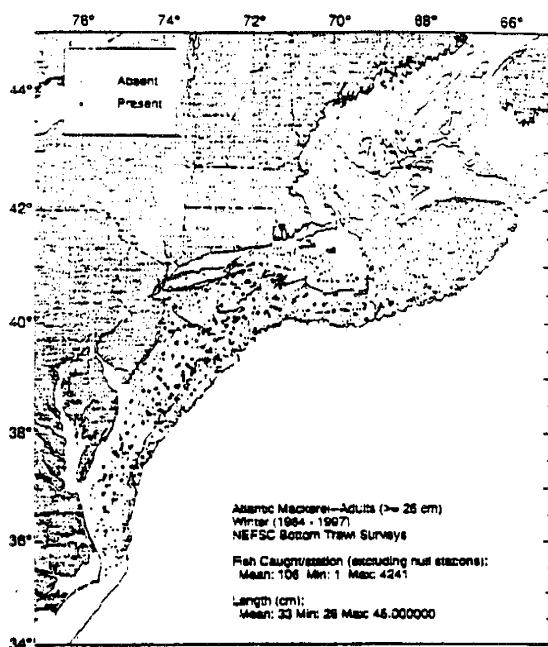 76° 74° 72° 70° 68° 66°
Absent
Present
44°
42°
40°
38°
36°
34°
Atlantic Mackerel—Adults (>= 26 cm)
Winter (1964 - 1997)
NEFSC Bottom Trawl Surveys
Fish Caught/station (excluding null stations):
Mean: 106 Min: 1 Max: 4241
Length (cm):
Mean: 33 Min: 26 Max: 45.000000